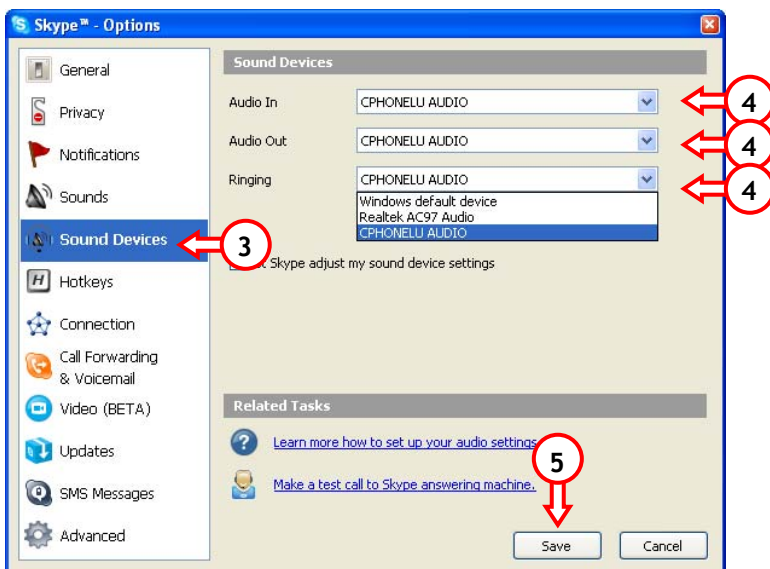 Skype™ - Options
General
Privacy
Notifications
Sounds
Sound Devices
Hotkeys
Connection
Call Forwarding
& Voicemail
Video (BETA)
Updates
SMS Messages
Advanced
Sound Devices
Audio In
CPHONELU AUDIO
Audio Out
CPHONELU AUDIO
Ringing
CPHONELU AUDIO
Windows default device
Realtek AC97 Audio
CPHONELU AUDIO
Skype adjust my sound device settings
Related Tasks
Learn more how to set up your audio settings
Make a test call to Skype answering machine.
Save
Cancel
3
4
4
4
5